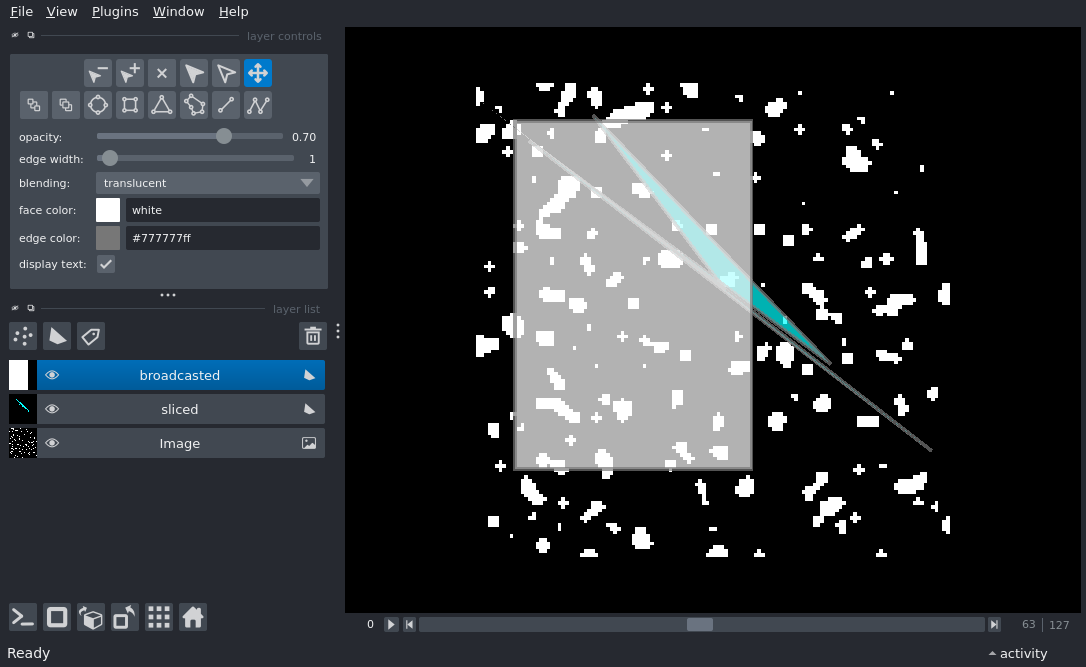 File View Plugins Window Help
layer controls
opacity: 0.70
edge width: 1
blending: translucent
face color: white
edge color: #777777ff
display text:
layer list
broadcasted
sliced
Image
0 63 127
Ready activity